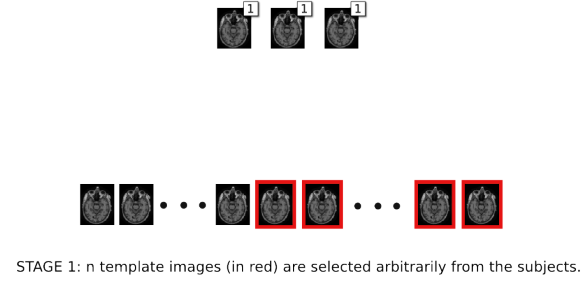 1 1 1
STAGE 1: n template images (in red) are selected arbitrarily from the subjects.